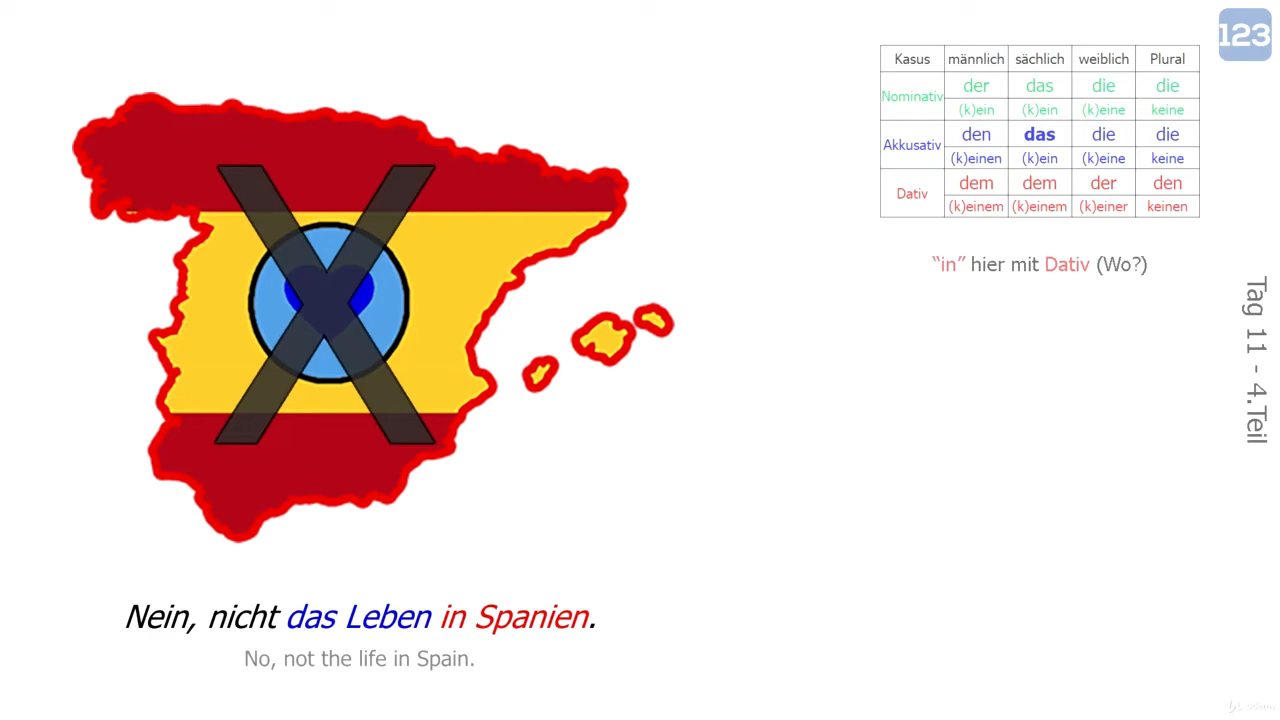 123
Kasus männlich sächlich weiblich Plural
Nominativ der das die die
(k)ein (k)ein (k)eine keine
Akkusativ den das die die
(k)einen (k)ein (k)eine keine
Dativ dem dem der den
(k)einem (k)einem (k)einer keinen
“in” hier mit Dativ (Wo?)
Tag 11 - 4.Teil
Nein, nicht das Leben in Spanien.
No, not the life in Spain.